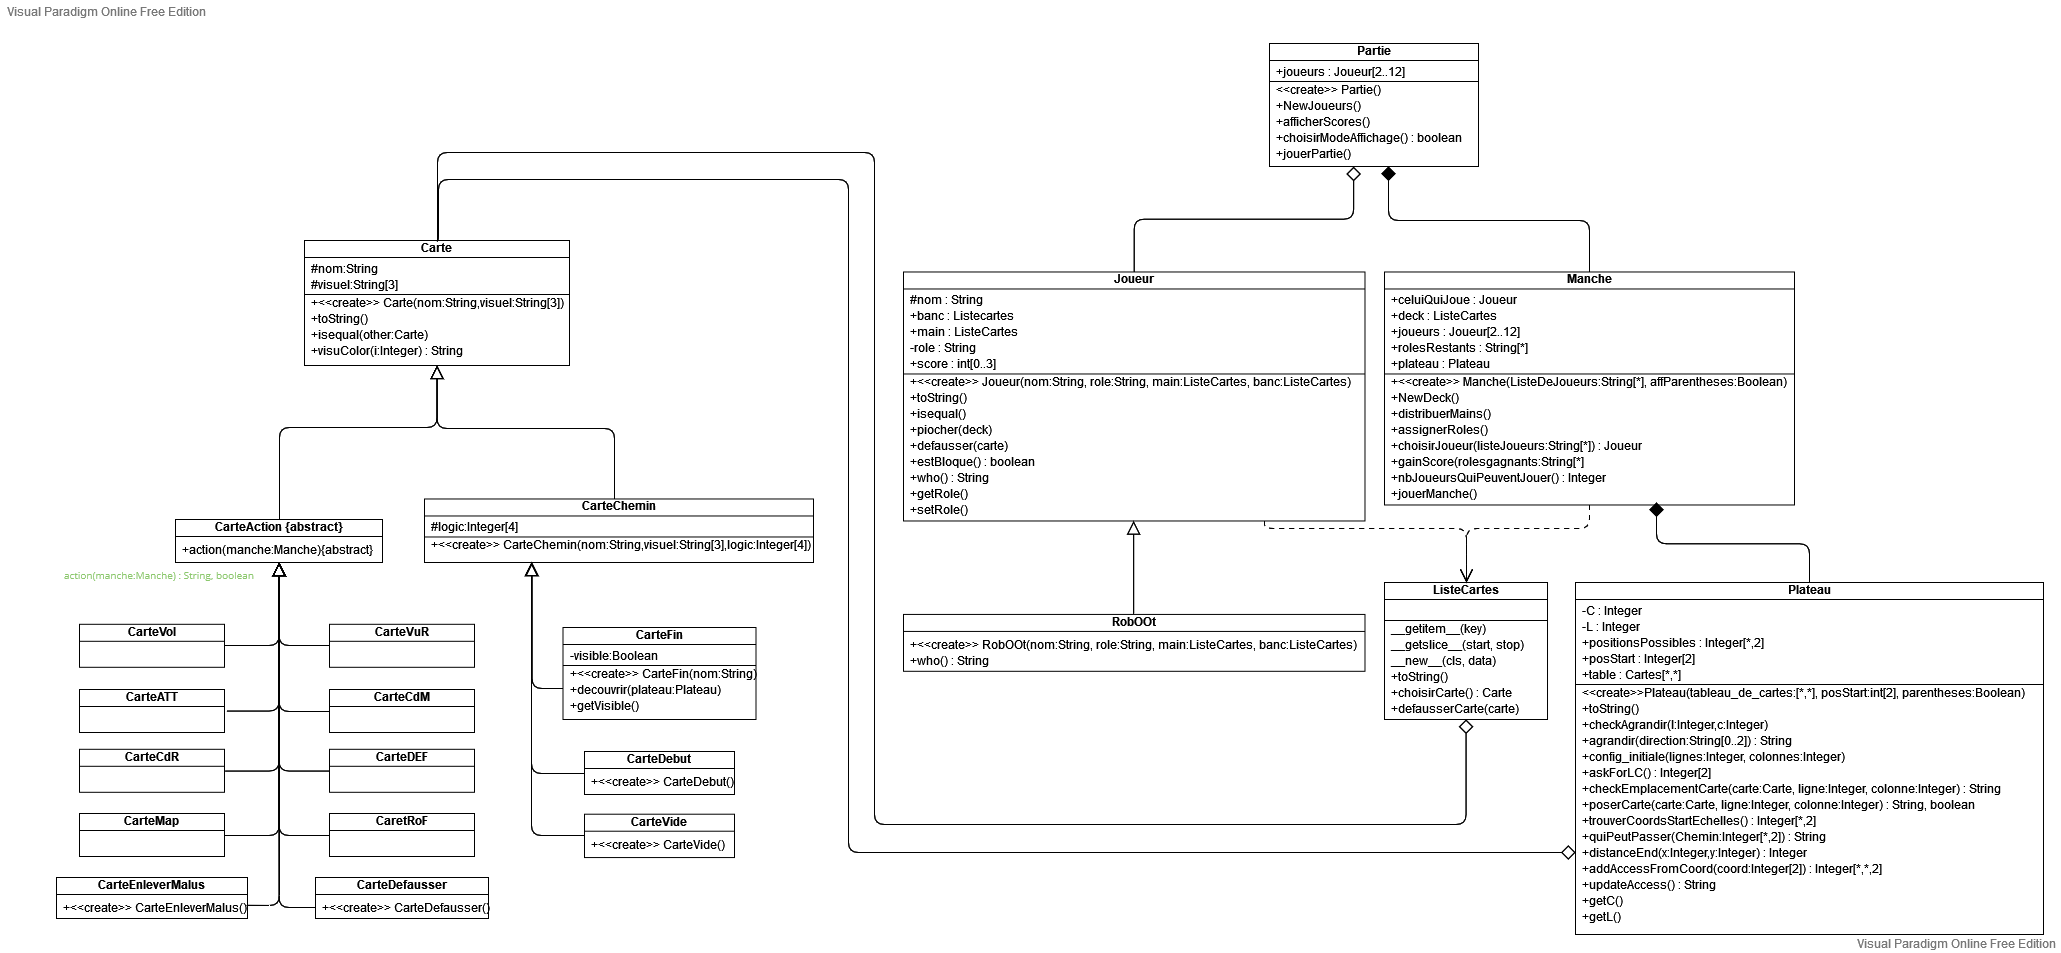 Visual Paradigm Online Free Edition
Partie
+joueurs : Joueur[2..12]
<<create>> Partie()
+NewJoueurs()
+afficherScores()
+choisirModeAffichage() : boolean
+jouerPartie()
Carte
#nom:String
#visuel:String[3]
+<<create>> Carte(nom:String,visuel:String[3])
+toString()
+isequal(other:Carte)
+visuColor(i:Integer) : String
Joueur
#nom : String
+banc : Listecartes
+main : ListeCartes
-role : String
+score : int[0..3]
+<<create>> Joueur(nom:String, role:String, main:ListeCartes, banc:ListeCartes)
+toString()
+isequal()
+piocher(deck)
+defausser(carte)
+estBloque() : boolean
+who() : String
+getRole()
+setRole()
Manche
+celuiQuiJoue : Joueur
+deck : ListeCartes
+joueurs : Joueur[2..12]
+rolesRestants : String[*]
+plateau : Plateau
+<<create>> Manche(ListeDeJoueurs:String[*], affParentheses:Boolean)
+NewDeck()
+distribuerMains()
+assignerRoles()
+choisirJoueur(listeJoueurs:String[*]) : Joueur
+gainScore(rolesgagnants:String[*]
+nbJoueursQuiPeuventJouer() : Integer
+jouerManche()
CarteAction {abstract}
+action(manche:Manche){abstract}
action(manche:Manche) : String, boolean
CarteChemin
#logic:Integer[4]
+<<create>> CarteChemin(nom:String,visuel:String[3],logic:Integer[4])
CarteVol
CarteVuR
CarteATT
CarteCdM
CarteCdR
CarteDEF
CarteMap
CaretRoF
CarteEnleverMalus
+<<create>> CarteEnleverMalus()
CarteDefausser
+<<create>> CarteDefausser()
CarteFin
-visible:Boolean
+<<create>> CarteFin(nom:String)
+decouvrir(plateau:Plateau)
+getVisible()
CarteDebut
+<<create>> CarteDebut()
CarteVide
+<<create>> CarteVide()
RobOOt
+<<create>> RobOOt(nom:String, role:String, main:ListeCartes, banc:ListeCartes)
+who() : String
ListeCartes
__getitem__(key)
__getslice__(start, stop)
__new__(cls, data)
+toString()
+choisirCarte() : Carte
+defausserCarte(carte)
Plateau
-C : Integer
-L : Integer
+positionsPossibles : Integer[*,2]
+posStart : Integer[2]
+table : Cartes[*,*]
<<create>>Plateau(tableau_de_cartes:[*,*], posStart:int[2], parentheses:Boolean)
+toString()
+checkAgrandir(l:Integer,c:Integer)
+agrandir(direction:String[0..2]) : String
+config_initiale(lignes:Integer, colonnes:Integer)
+askForLC() : Integer[2]
+checkEmplacementCarte(carte:Carte, ligne:Integer, colonne:Integer) : String
+poserCarte(carte:Carte, ligne:Integer, colonne:Integer) : String, boolean
+trouverCoordsStartEchelles() : Integer[*,2]
+quiPeutPasser(Chemin:Integer[*,2]) : String
+distanceEnd(x:Integer,y:Integer) : Integer
+addAccessFromCoord(coord:Integer[2]) : Integer[*,*,2]
+updateAccess() : String
+getC()
+getL()
Visual Paradigm Online Free Edition